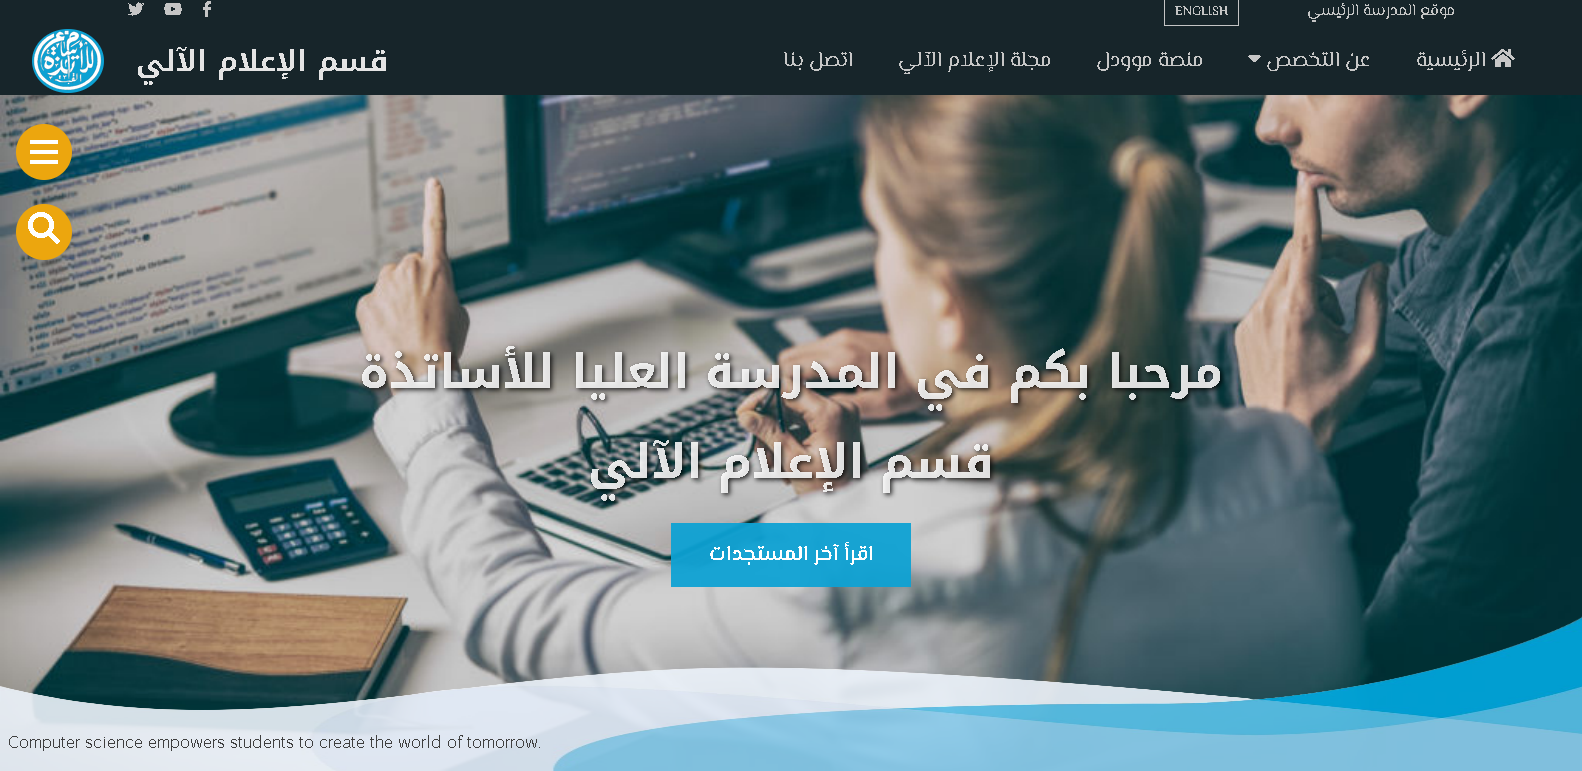 موقع المدرسة الرئيسي
ENGLISH
الرئيسية
عن التخصص
منصة موودل
مجلة الإعلام الآلي
اتصل بنا
قسم الإعلام الآلي
مرحبا بكم في المدرسة العليا للأساتذة
قسم الإعلام الآلي
اقرأ آخر المستجدات
Computer science empowers students to create the world of tomorrow.